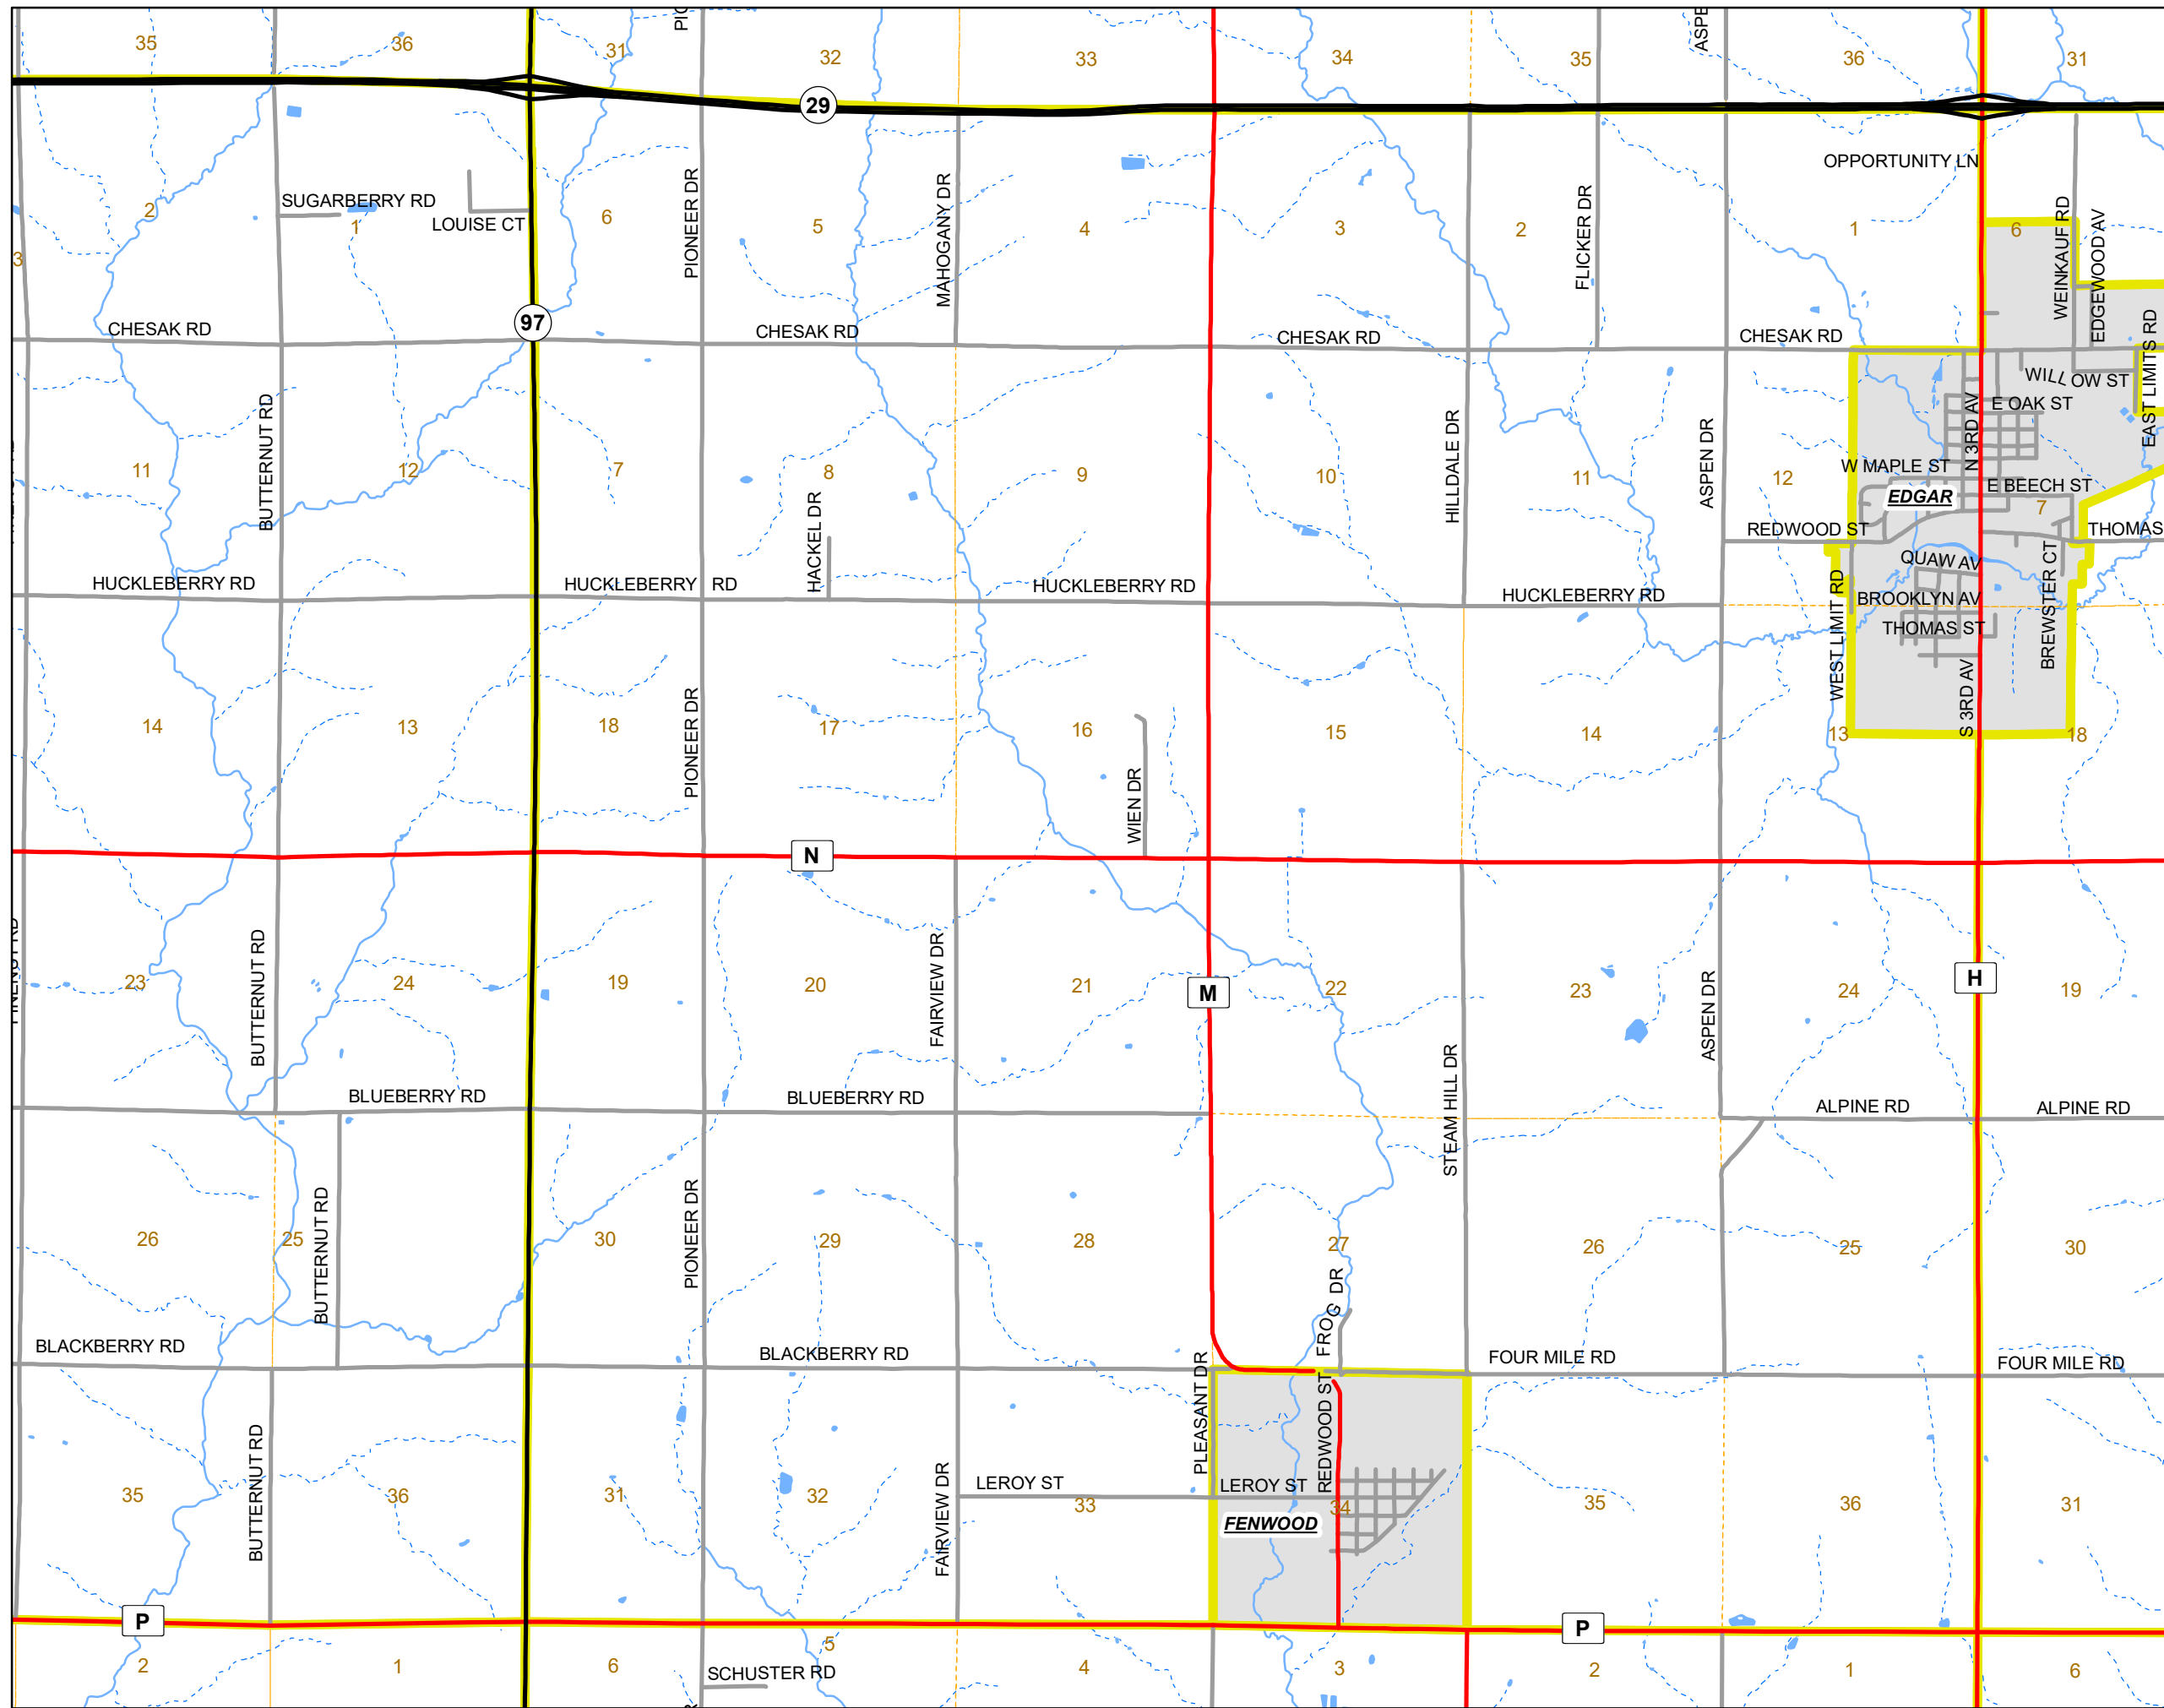 35
36
31
32
33
34
35
36
31
29
OPPORTUNITY LN
SUGARBERRY RD
LOUISE CT
PIONEER DR
MAHOGANY DR
FLICKER DR
WEINKAUF RD
EDGEWOOD AV
2
1
6
5
4
3
2
1
6
3
97
CHESAK RD
CHESAK RD
CHESAK RD
CHESAK RD
EAST LIMITS RD
WILLOW ST
E OAK ST
N 3RD AV
BUTTERNUT RD
HILLDALE DR
ASPEN DR
W MAPLE ST
E BEECH ST
EDGAR
11
12
7
8
9
10
11
12
7
HACKEL DR
REDWOOD ST
THOMAS
QUAW AV
BREWSTER CT
HUCKLEBERRY RD
HUCKLEBERRY RD
HUCKLEBERRY RD
HUCKLEBERRY RD
WEST LIMIT RD
BROOKLYN AV
THOMAS ST
S 3RD AV
PIONEER DR
14
13
18
17
16
15
14
13
18
WIEN DR
N
BUTTERNUT RD
FAIRVIEW DR
M
ASPEN DR
H
23
24
19
20
21
22
23
24
19
BLUEBERRY RD
BLUEBERRY RD
STEAM HILL DR
ALPINE RD
ALPINE RD
BUTTERNUT RD
PIONEER DR
26
25
30
29
28
27
26
25
30
FROG DR
BLACKBERRY RD
BLACKBERRY RD
FOUR MILE RD
FOUR MILE RD
PLEASANT DR
REDWOOD ST
BUTTERNUT RD
FAIRVIEW DR
LEROY ST
LEROY ST
35
36
31
32
33
34
35
36
31
FENWOOD
P
P
2
1
6
5
4
3
2
1
6
SCHUSTER RD